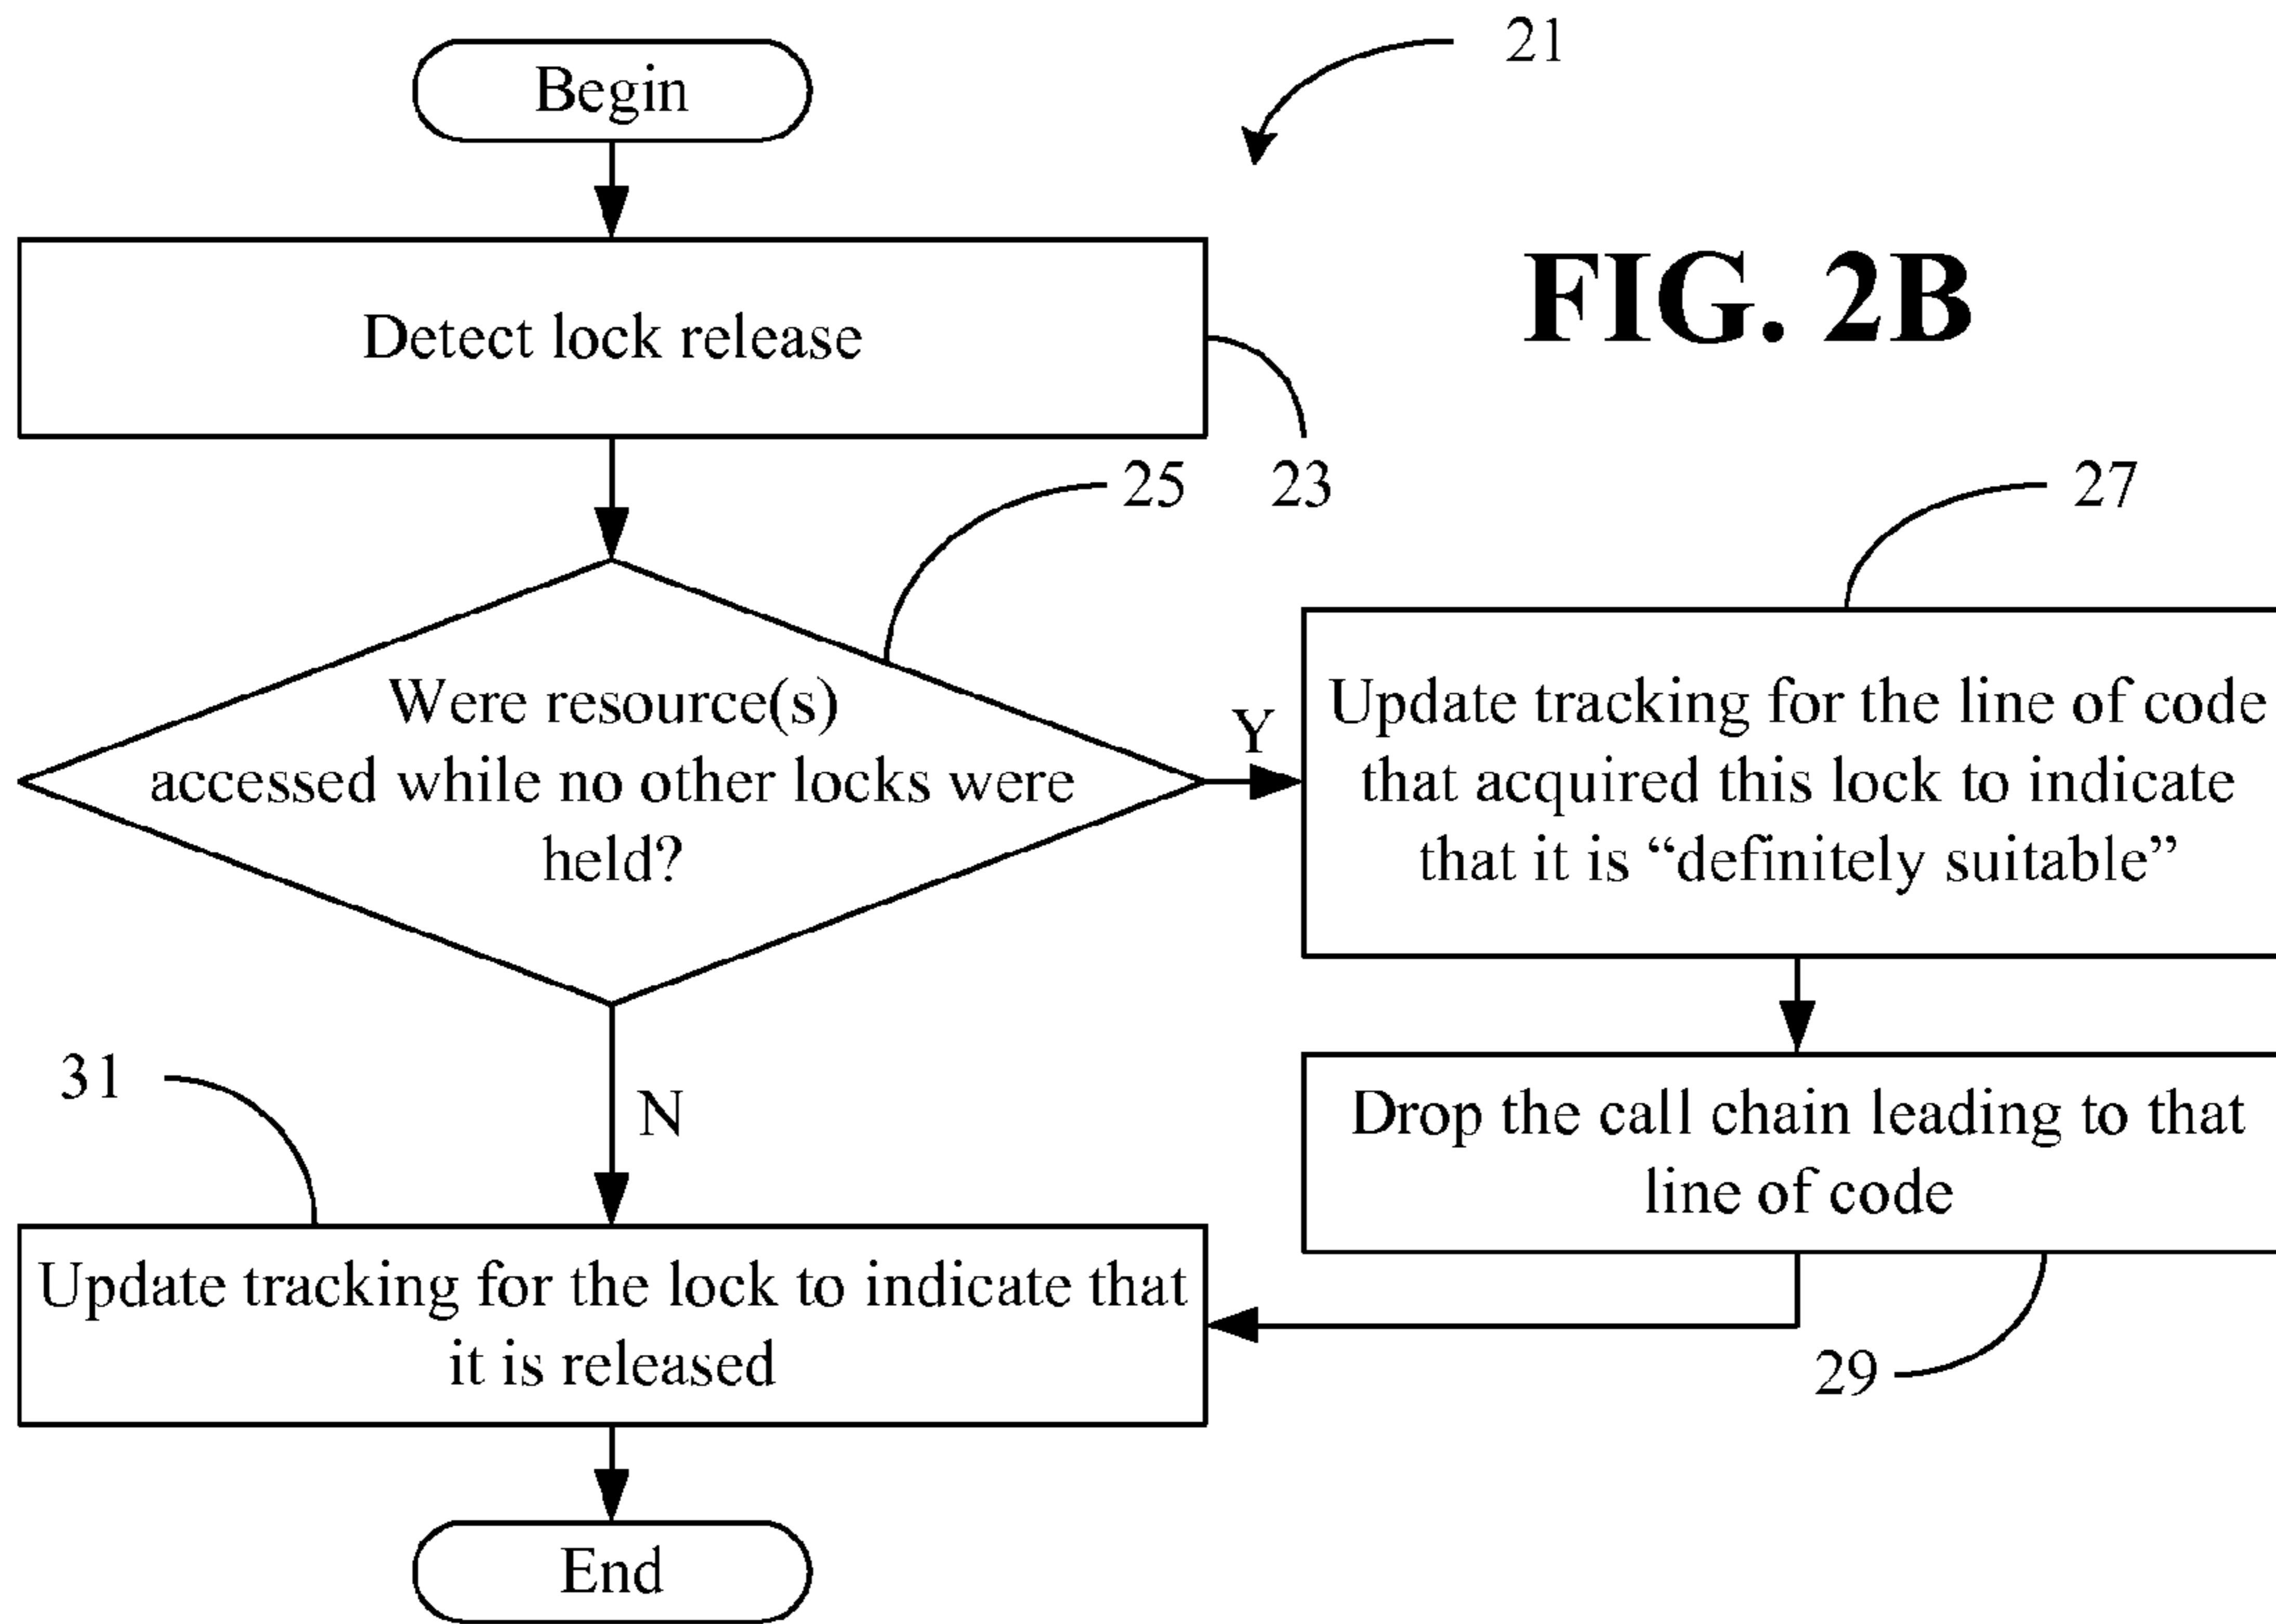 Begin
21
FIG. 2B
Detect lock release
23
25
Were resource(s)
accessed while no other locks were
held?
Y
27
Update tracking for the line of code
that acquired this lock to indicate
that it is “definitely suitable”
N
Drop the call chain leading to that
line of code
29
31
Update tracking for the lock to indicate that
it is released
End